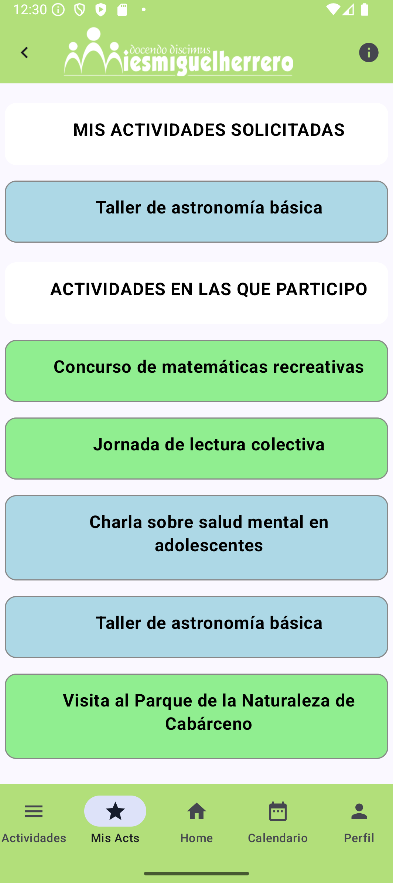 12:30
docendo discimus
iesmiguelherrero
MIS ACTIVIDADES SOLICITADAS
Taller de astronomía básica
ACTIVIDADES EN LAS QUE PARTICIPO
Concurso de matemáticas recreativas
Jornada de lectura colectiva
Charla sobre salud mental en
adolescentes
Taller de astronomía básica
Visita al Parque de la Naturaleza de
Cabárceno
Actividades Mis Acts Home Calendario Perfil